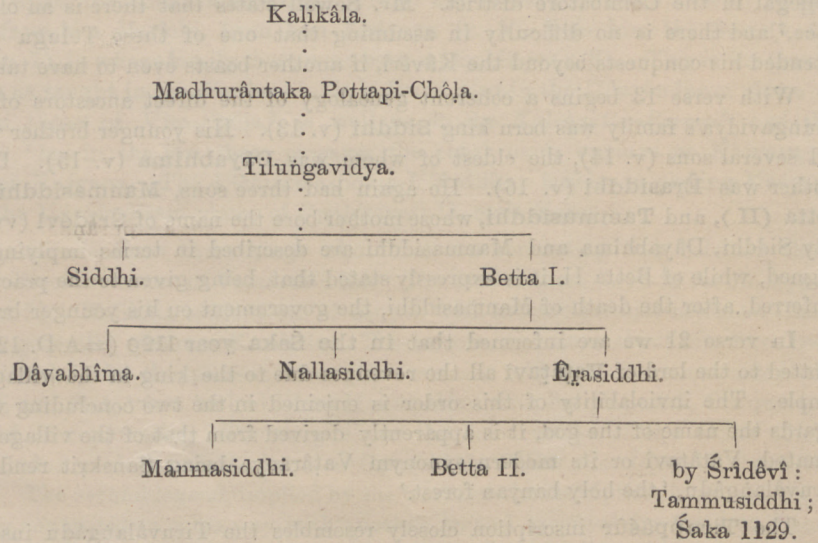 Kalikâla.
Madhurântaka Pottapi-Chôḷa.
Tiluṅgavidya.
Siddhi. Betta I.
Dâyabhîma. Nallasiddhi. Êṛasiddhi.
Manmasiddhi. Betta II. by Śrîdêvî :
Tammusiddhi ;
Śaka 1129.